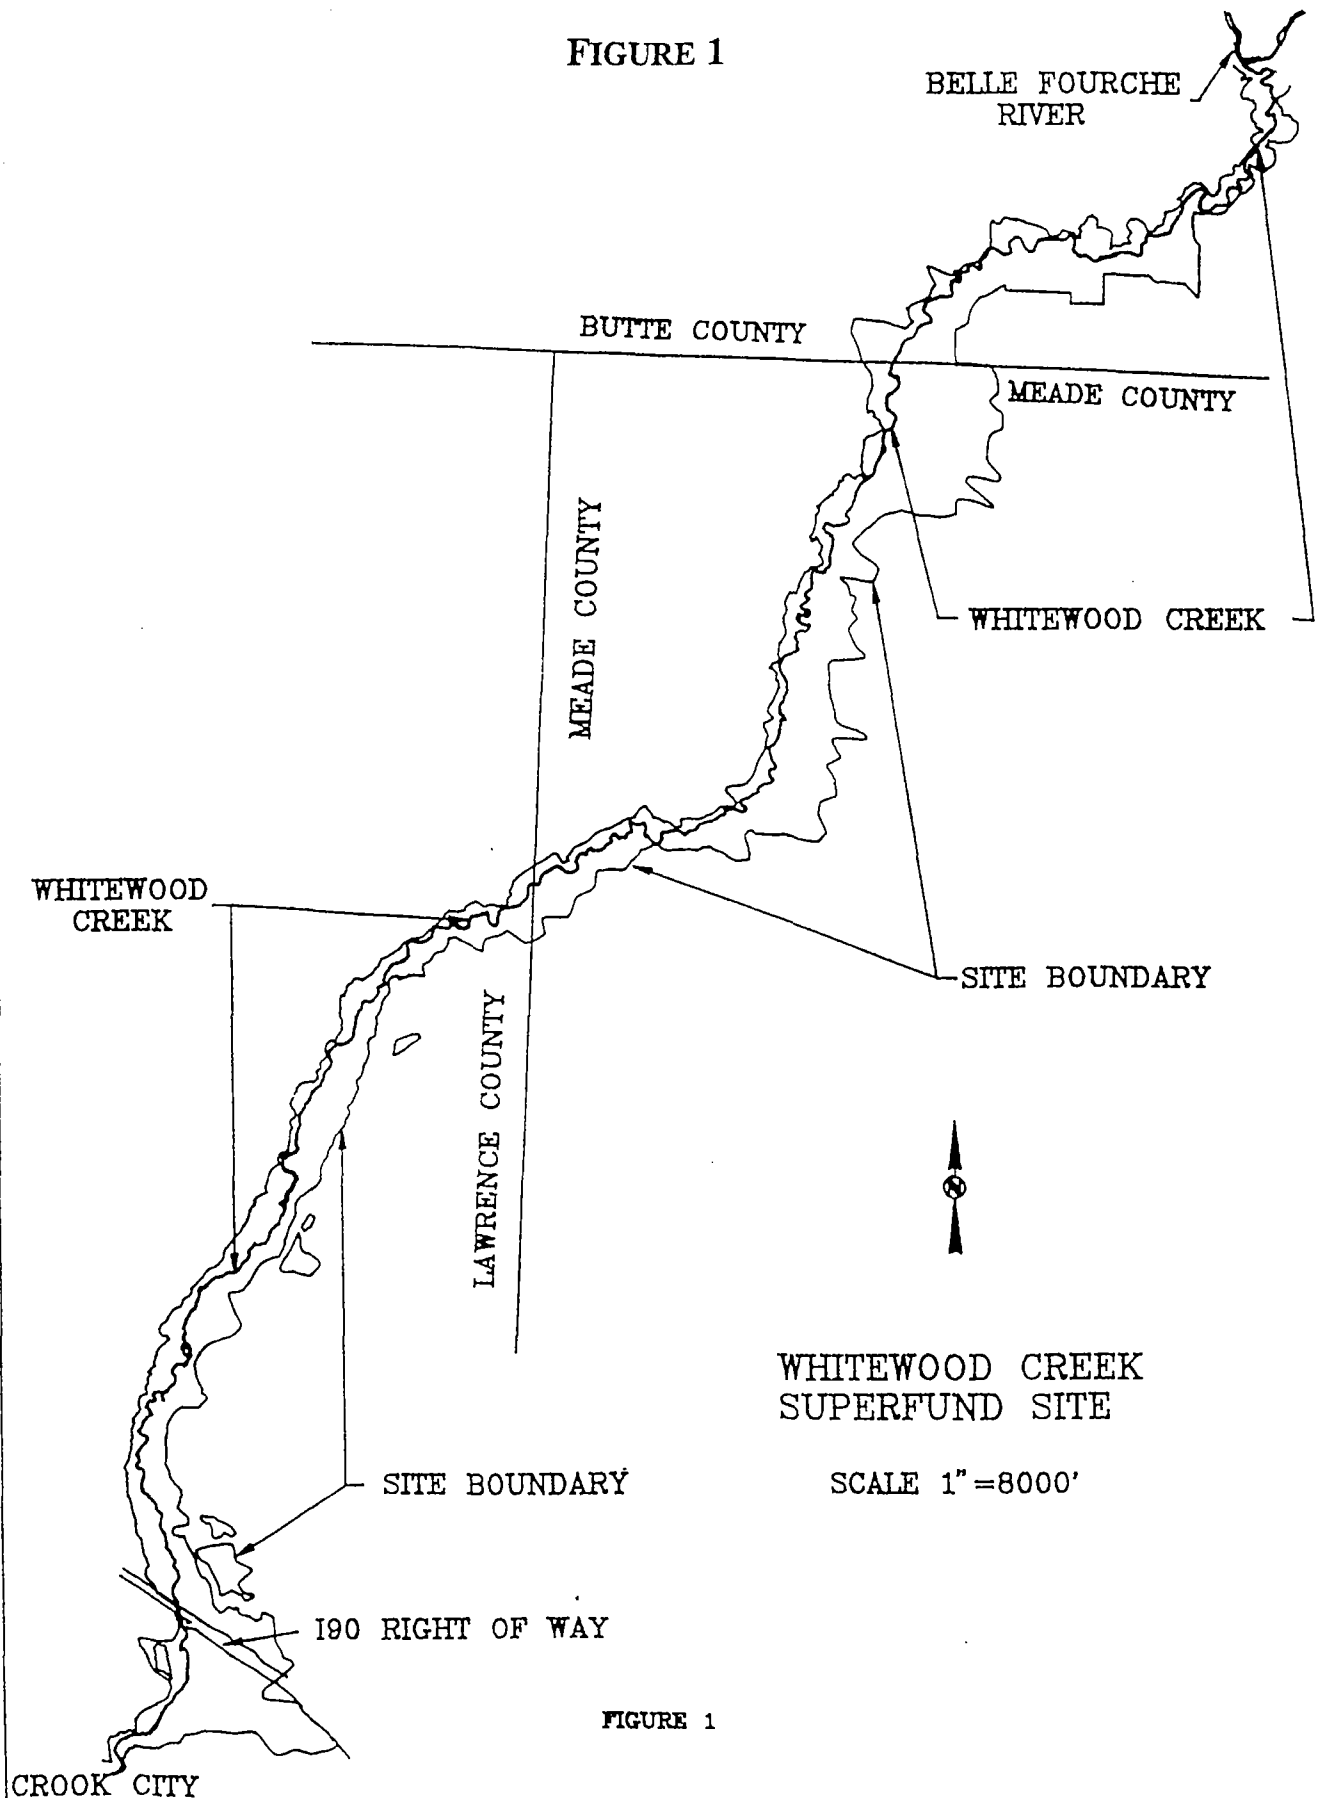 FIGURE 1
BELLE FOURCHE
RIVER
BUTTE COUNTY
MEADE COUNTY
MEADE COUNTY
WHITEWOOD CREEK
WHITEWOOD
CREEK
SITE BOUNDARY
LAWRENCE COUNTY
N
WHITEWOOD CREEK
SUPERFUND SITE
SCALE 1"=8000'
SITE BOUNDARY
I90 RIGHT OF WAY
FIGURE 1
CROOK CITY